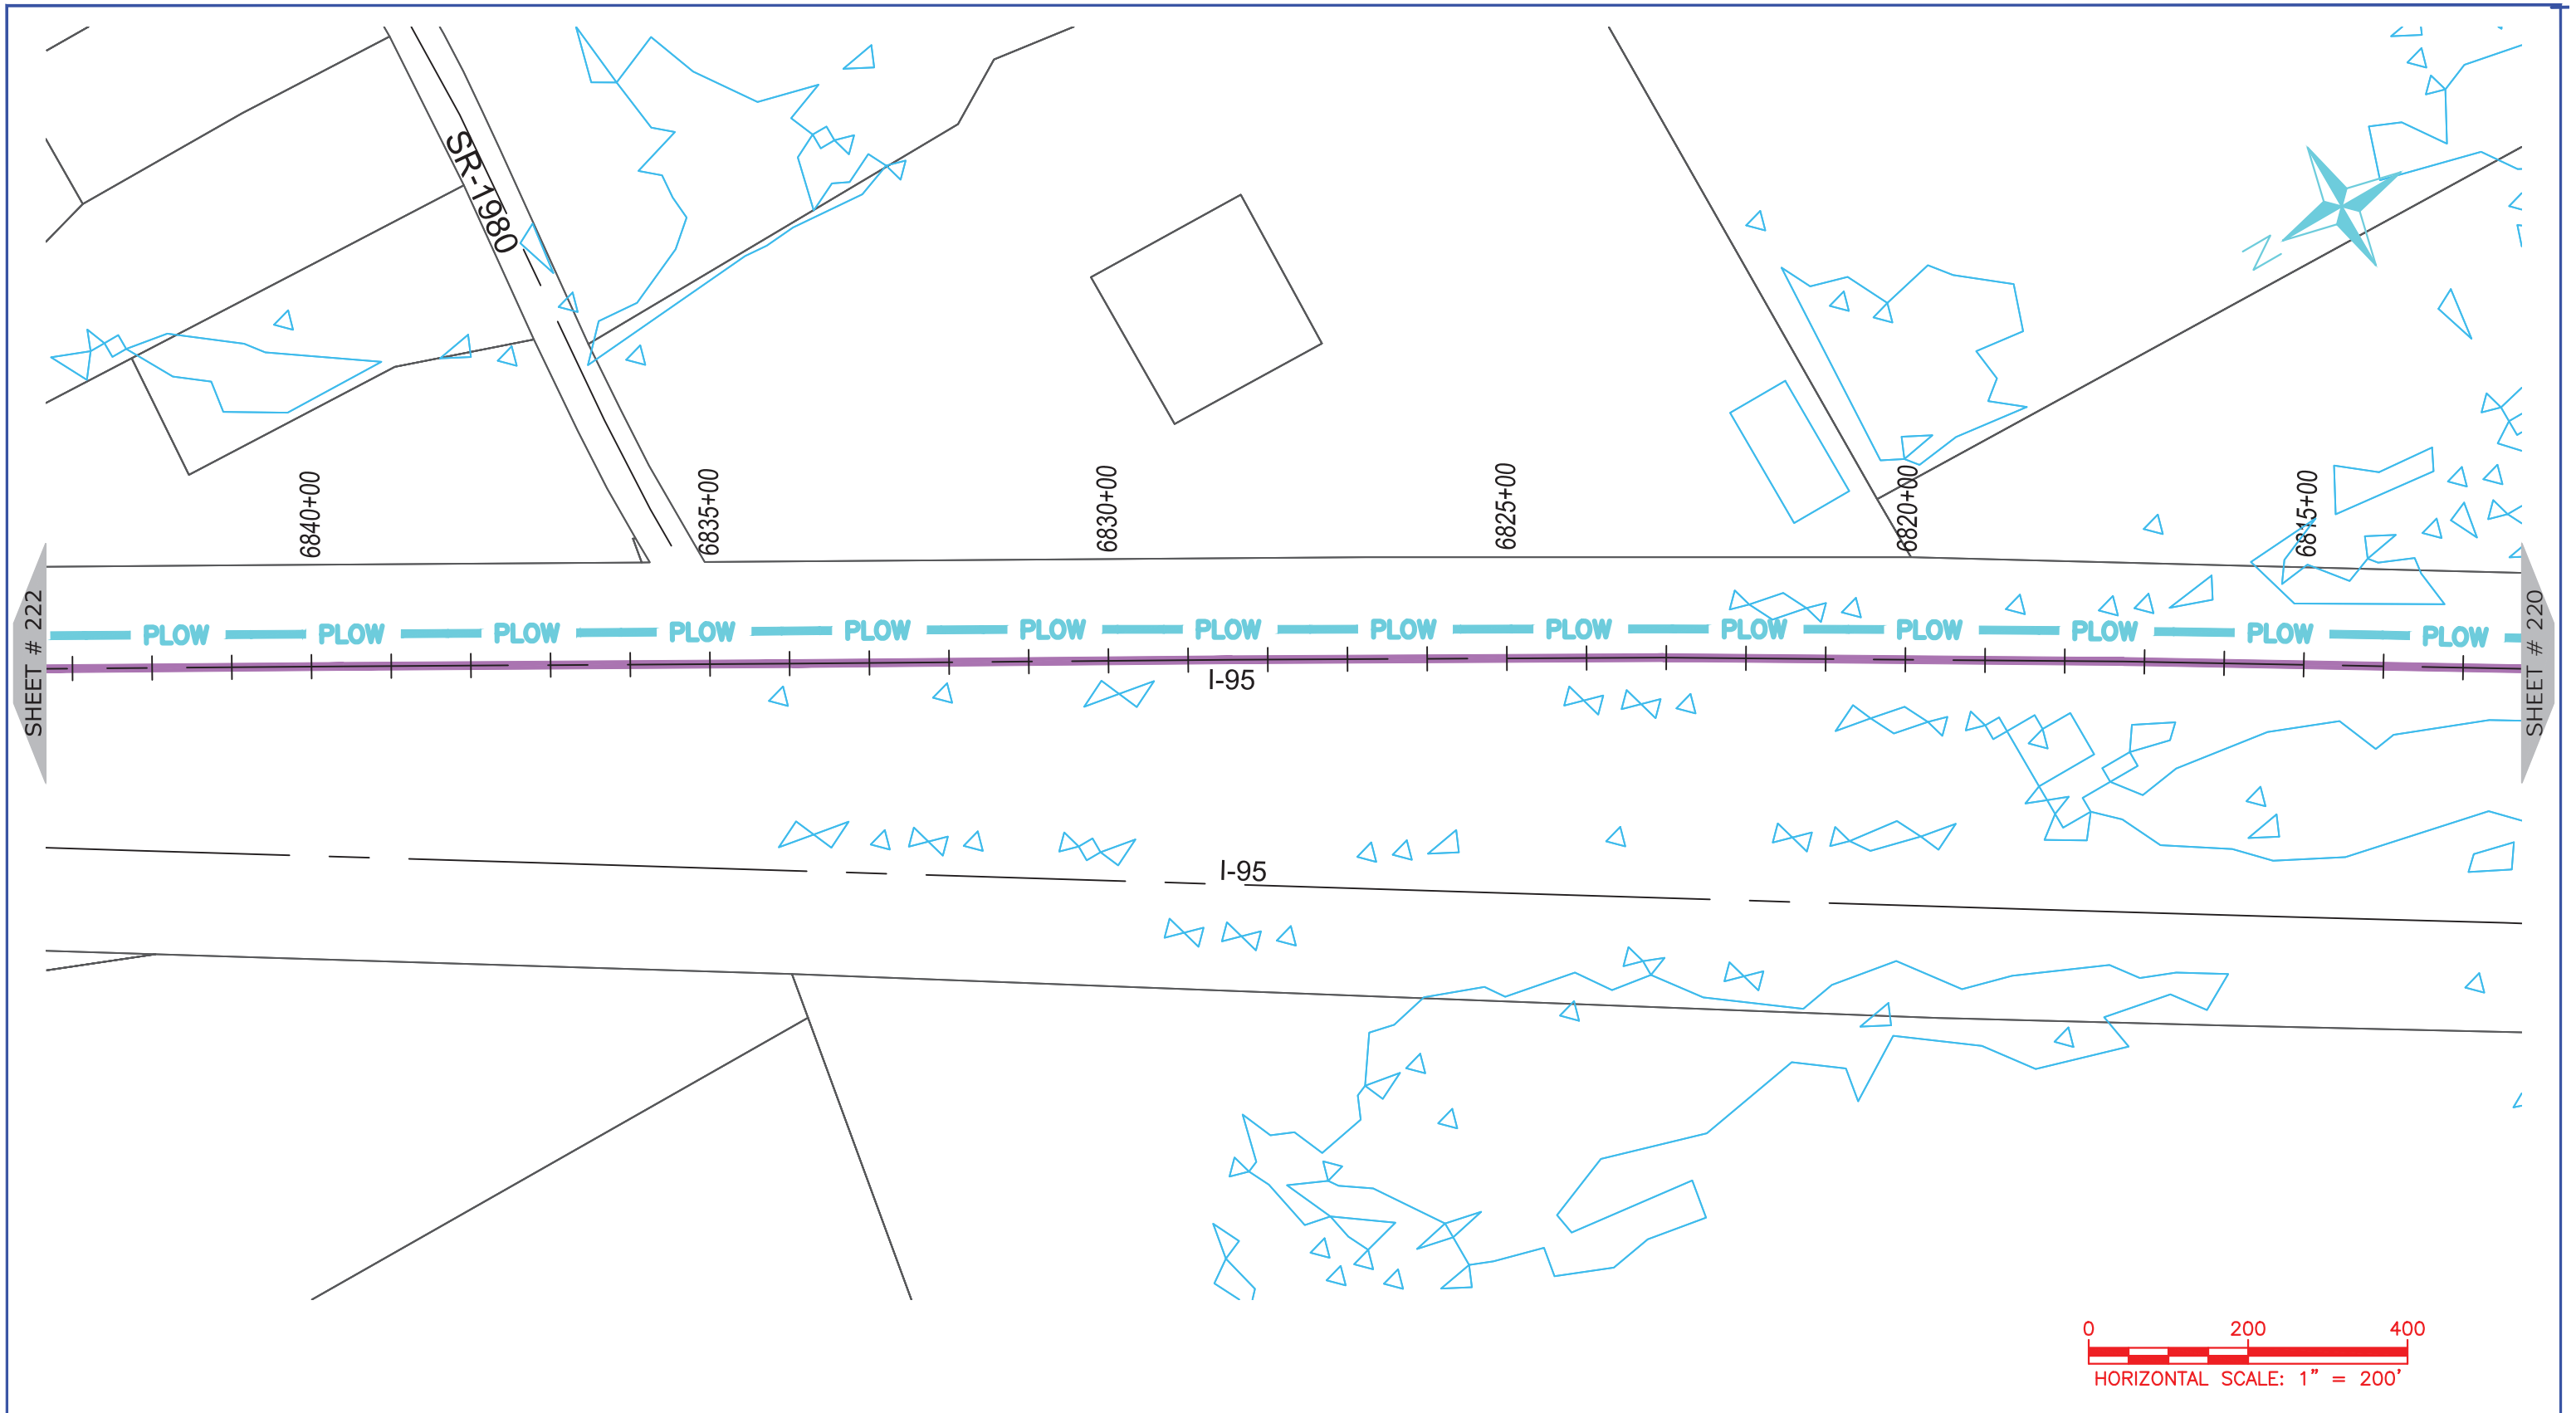 SR-1980
N
6840+00
6835+00
6830+00
6825+00
6820+00
6815+00
SHEET # 222
PLOW PLOW PLOW PLOW PLOW PLOW PLOW PLOW PLOW PLOW PLOW PLOW PLOW PLOW
SHEET # 220
I-95
I-95
0 200 400
HORIZONTAL SCALE: 1" = 200'